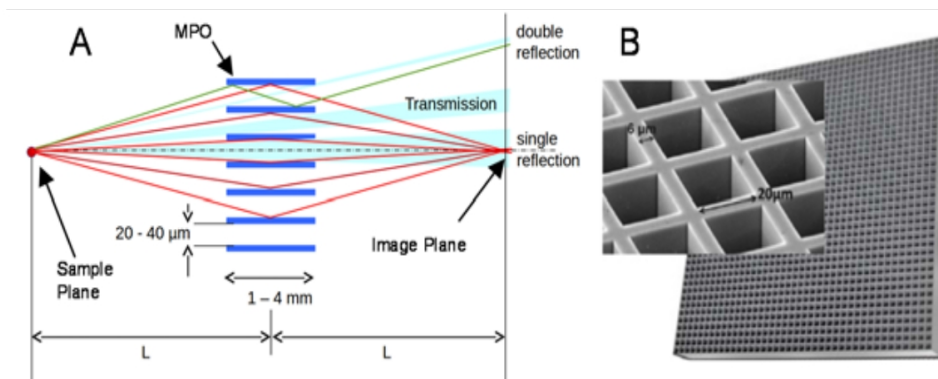 A
MPO
double
reflection
Transmission
single
reflection
20 - 40 µm
Sample
Plane
1 – 4 mm
Image Plane
L
L
B
6 µm
20µm